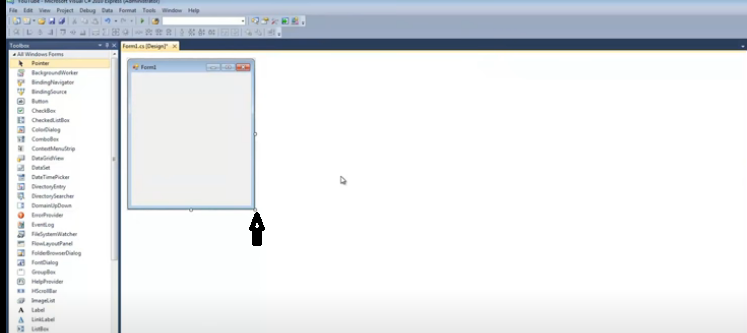 YouTube - Microsoft Visual C# 2010 Express (Administrator)
File Edit View Project Debug Data Format Tools Window Help
Toolbox
Form1.cs [Design]*
All Windows Forms
Pointer
Form1
BackgroundWorker
BindingNavigator
BindingSource
Button
CheckBox
CheckedListBox
ColorDialog
ComboBox
ContextMenuStrip
DataGridView
DataSet
DateTimePicker
DirectoryEntry
DirectorySearcher
DomainUpDown
ErrorProvider
EventLog
FileSystemWatcher
FlowLayoutPanel
FolderBrowserDialog
FontDialog
GroupBox
HelpProvider
HScrollBar
ImageList
Label
LinkLabel
ListBox